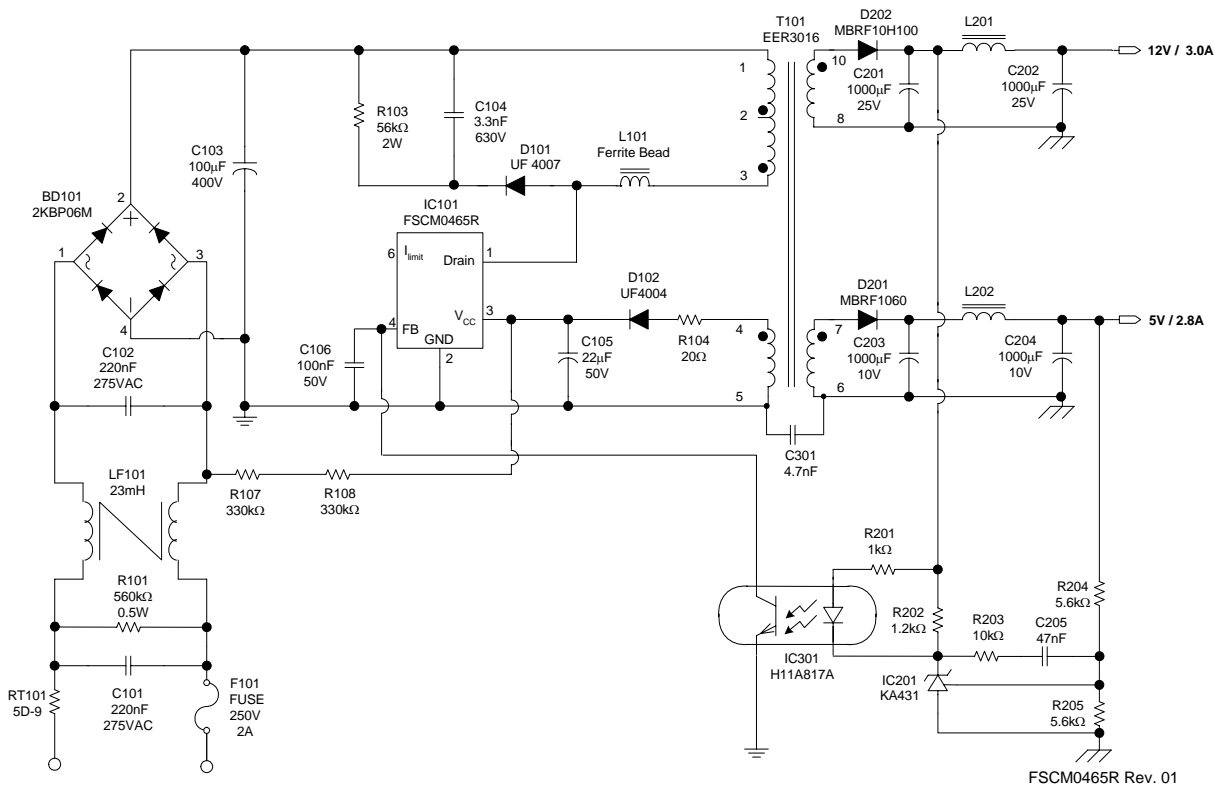 D202
MBRF10H100
T101
EER3016
L201
12V / 3.0A
1
10
C201
1000μF
25V
C202
1000μF
25V
R103
56kΩ
2W
C104
3.3nF
630V
2
8
L101
Ferrite Bead
C103
100μF
400V
D101
UF 4007
3
BD101
2KBP06M
2
IC101
FSCM0465R
1
3
4
6
Ilimit
Drain
1
D102
UF4004
D201
MBRF1060
L202
5V / 2.8A
VCC
3
4
FB
GND
2
4
7
R104
20Ω
C105
22μF
50V
C106
100nF
50V
C203
1000μF
10V
C204
1000μF
10V
C102
220nF
275VAC
5
6
C301
4.7nF
LF101
23mH
R107
330kΩ
R108
330kΩ
R201
1kΩ
R101
560kΩ
0.5W
R204
5.6kΩ
R202
1.2kΩ
R203
10kΩ
C205
47nF
IC301
H11A817A
IC201
KA431
RT101
5D-9
C101
220nF
275VAC
F101
FUSE
250V
2A
R205
5.6kΩ
FSCM0465R Rev. 01